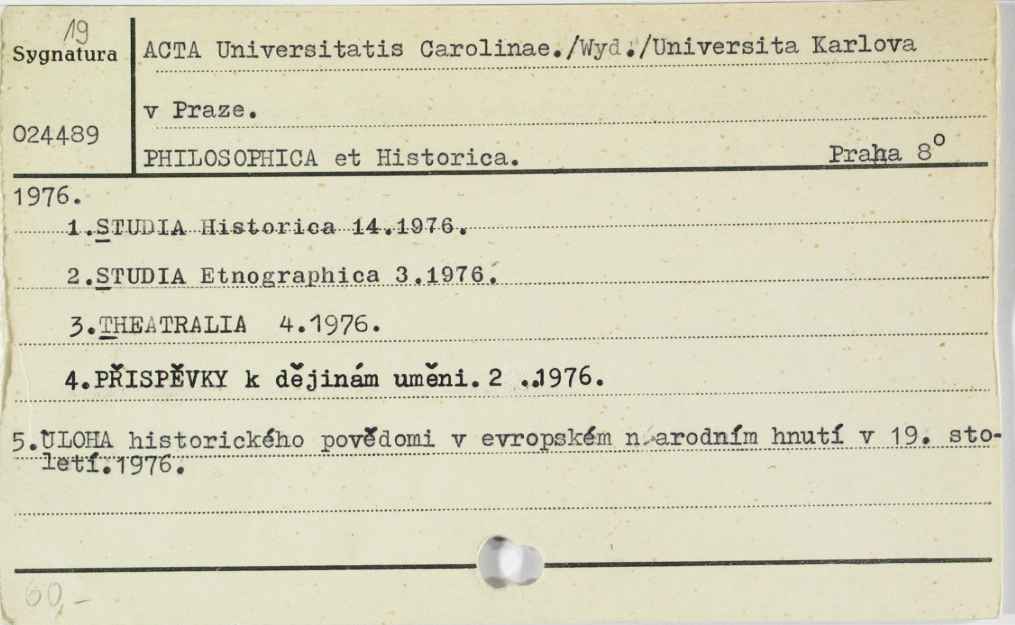 19
Sygnatura
ACTA Universitatis Carolinae./Wyd./Universita Karlova
v Praze.
024489
PHILOSOPHICA et Historica. Praha 8⁰
1976.
1.STUDIA Historica 14.1976.
2.STUDIA Etnographica 3.1976.
3.THEATRALIA 4.1976.
4.PŘISPĚVKY k dějinám uměni. 2 ..1976.
5.ÚLOHA historického povědomi v evropském n arodním hnutí v 19. sto-
letí.1976.
60,-